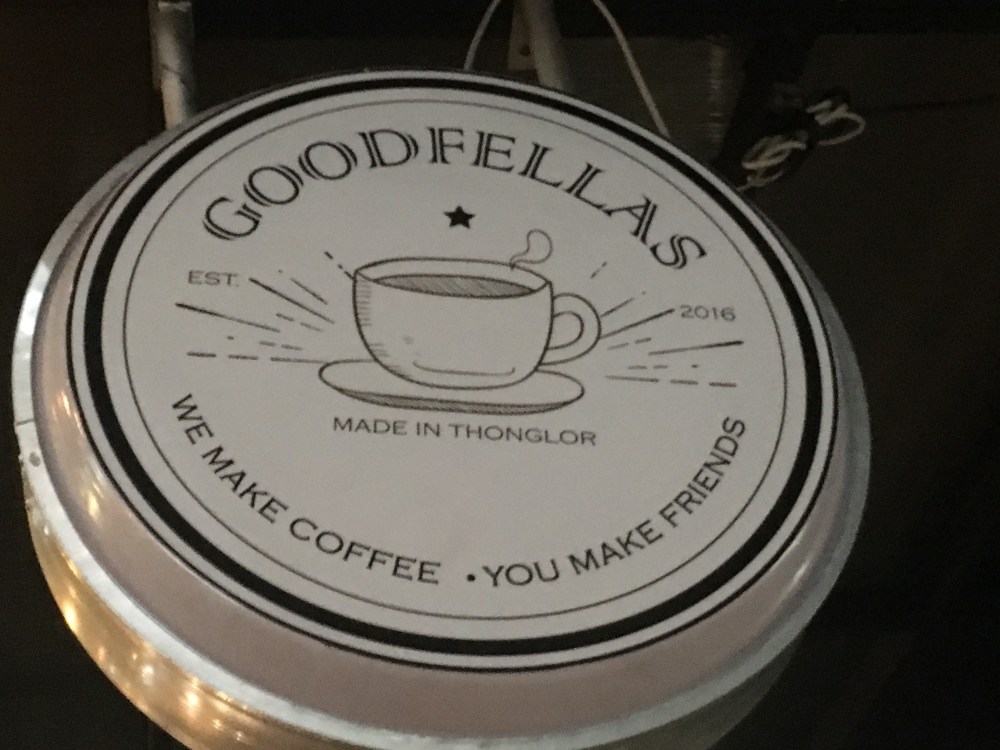 GOODFELLAS
EST.
2016
MADE IN THONGLOR
WE MAKE COFFEE • YOU MAKE FRIENDS